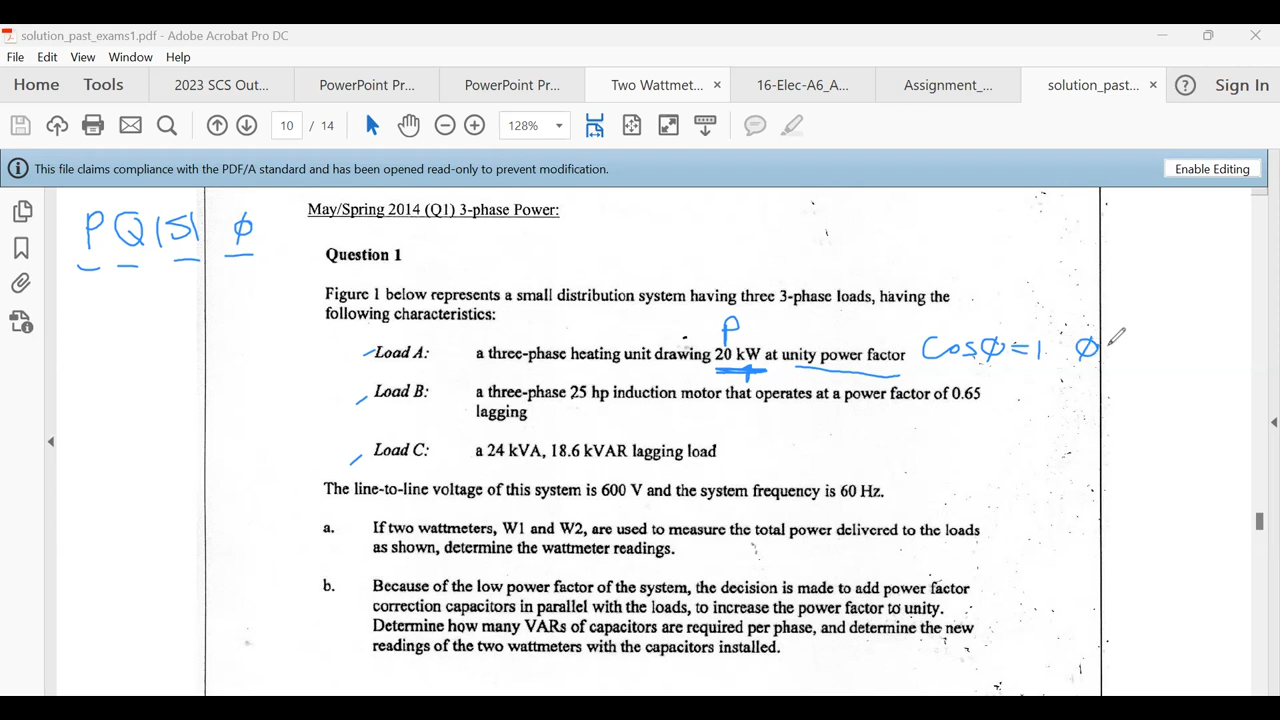 solution_past_exams1.pdf - Adobe Acrobat Pro DC
File Edit View Window Help
Home Tools 2023 SCS Out... PowerPoint Pr... PowerPoint Pr... Two Wattmet... × 16-Elec-A6_A... Assignment_... solution_past... × Sign In
10 / 14 128%
This file claims compliance with the PDF/A standard and has been opened read-only to prevent modification. Enable Editing
May/Spring 2014 (Q1) 3-phase Power:
P Q |S| ϕ
Question 1
Figure 1 below represents a small distribution system having three 3-phase loads, having the
following characteristics:
P
Load A: a three-phase heating unit drawing 20 kW at unity power factor Cosϕ=1. ϕ
Load B: a three-phase 25 hp induction motor that operates at a power factor of 0.65
lagging
Load C: a 24 kVA, 18.6 kVAR lagging load
The line-to-line voltage of this system is 600 V and the system frequency is 60 Hz.
a. If two wattmeters, W1 and W2, are used to measure the total power delivered to the loads
as shown, determine the wattmeter readings.
b. Because of the low power factor of the system, the decision is made to add power factor
correction capacitors in parallel with the loads, to increase the power factor to unity.
Determine how many VARs of capacitors are required per phase, and determine the new
readings of the two wattmeters with the capacitors installed.